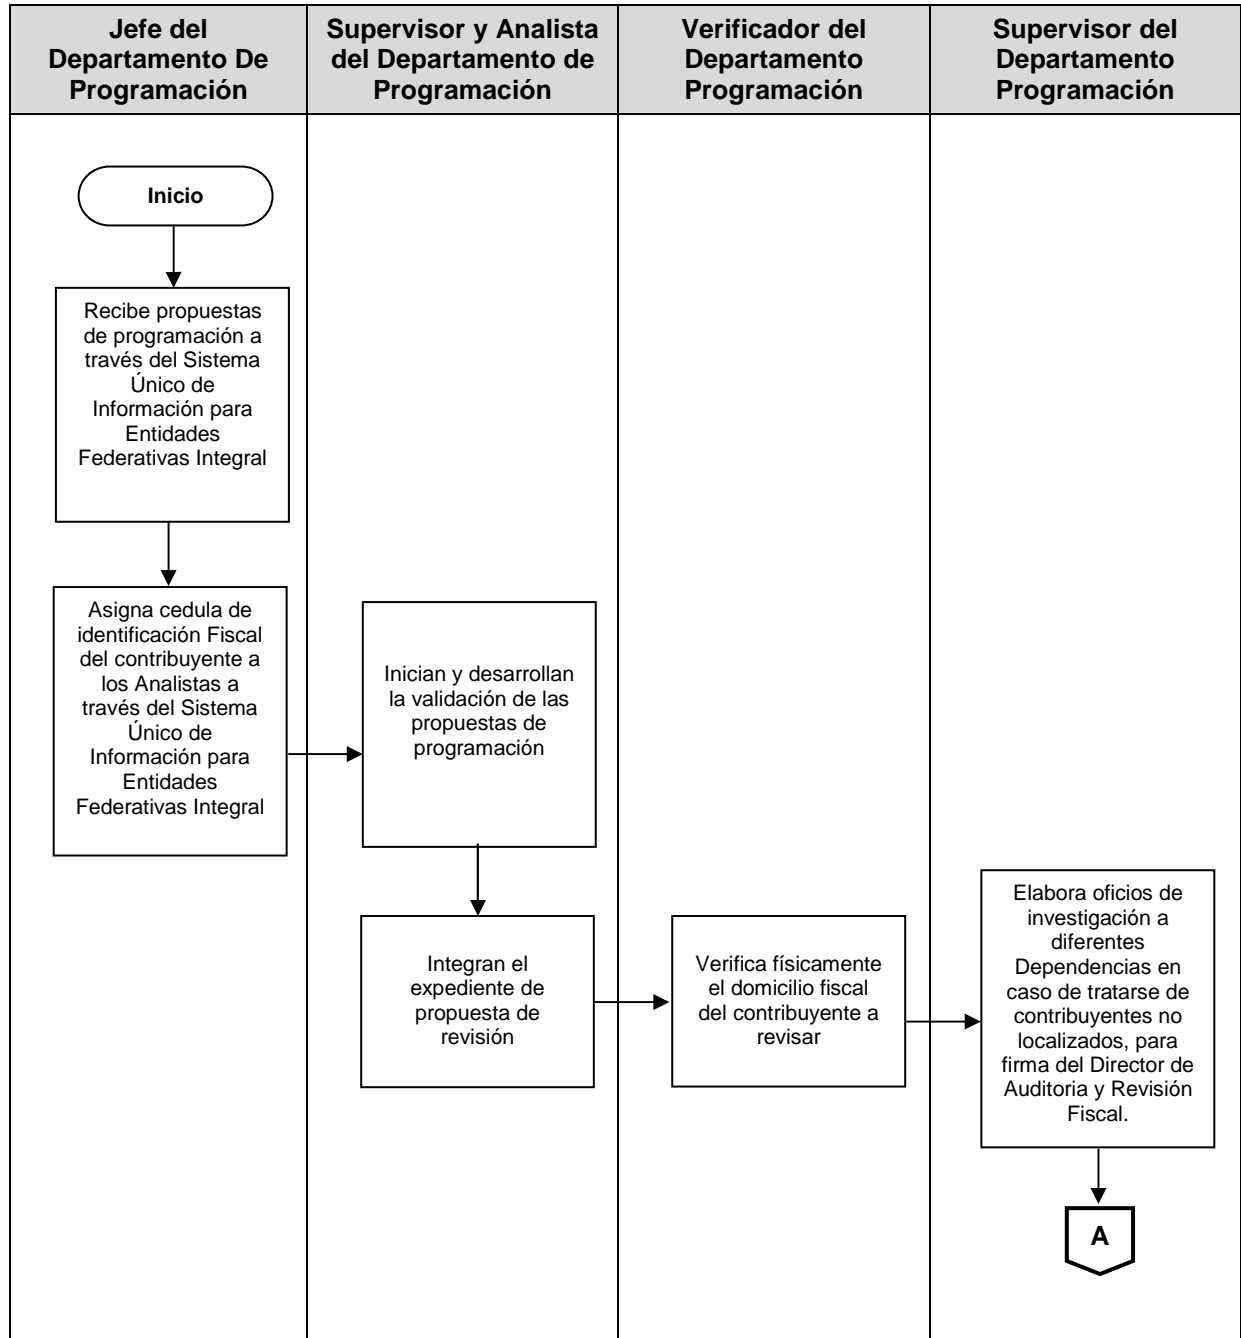 Jefe del
Departamento De
Programación
Supervisor y Analista
del Departamento de
Programación
Verificador del
Departamento
Programación
Supervisor del
Departamento
Programación
Inicio
Recibe propuestas
de programación a
través del Sistema
Único de
Información para
Entidades
Federativas Integral
Asigna cedula de
identificación Fiscal
del contribuyente a
los Analistas a
través del Sistema
Único de
Información para
Entidades
Federativas Integral
Inician y desarrollan
la validación de las
propuestas de
programación
Integran el
expediente de
propuesta de
revisión
Verifica físicamente
el domicilio fiscal
del contribuyente a
revisar
Elabora oficios de
investigación a
diferentes
Dependencias en
caso de tratarse de
contribuyentes no
localizados, para
firma del Director de
Auditoria y Revisión
Fiscal.
A